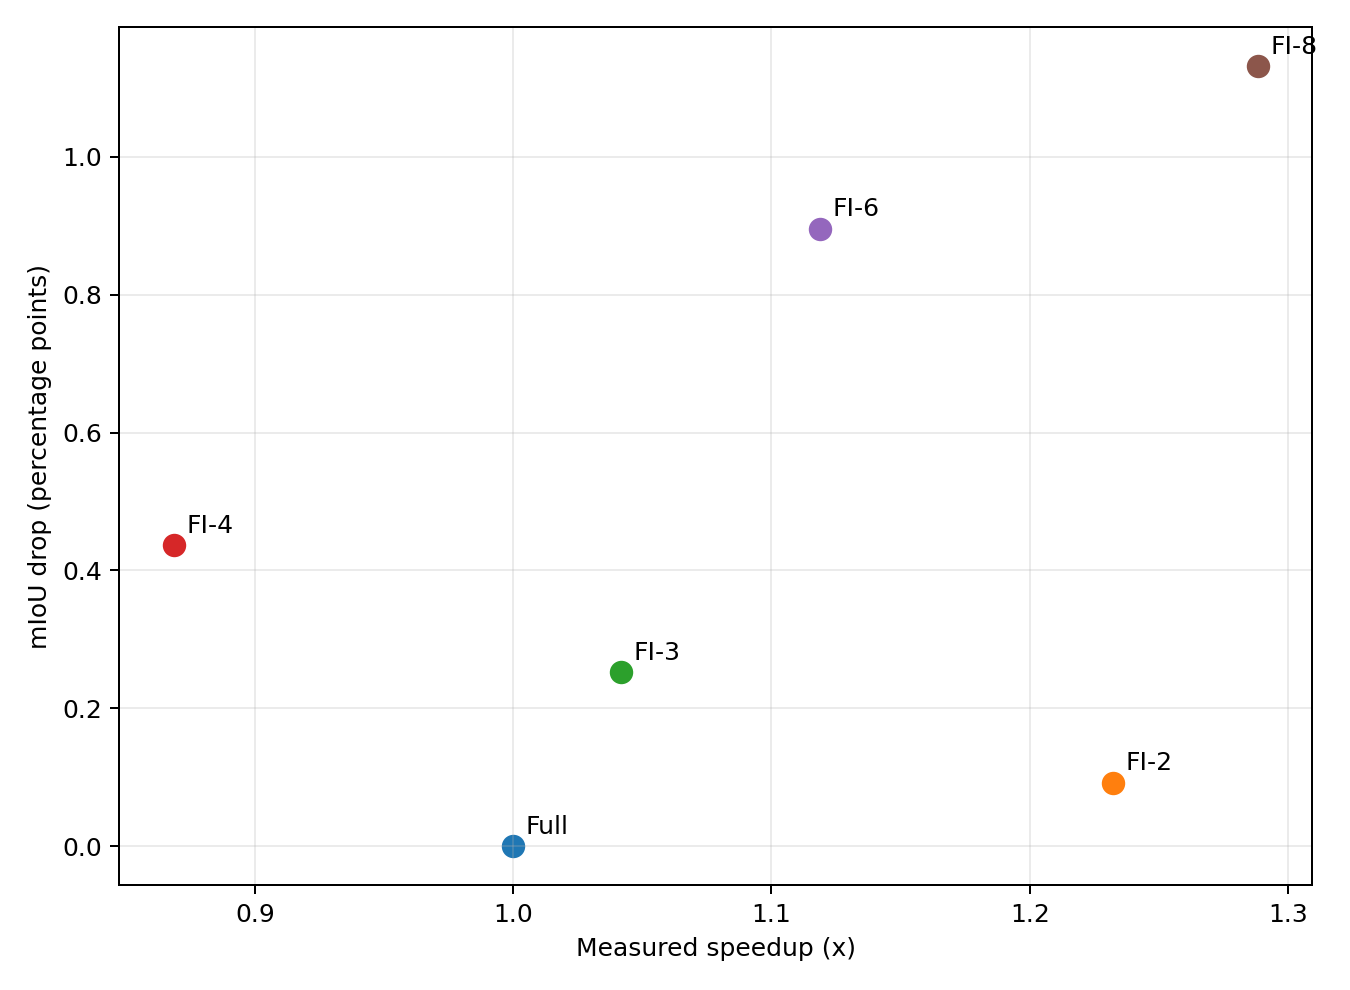 FI-8
1.0
FI-6
0.8
mIoU drop (percentage points)
0.6
FI-4
0.4
FI-3
0.2
FI-2
Full
0.0
0.9 1.0 1.1 1.2 1.3
Measured speedup (x)